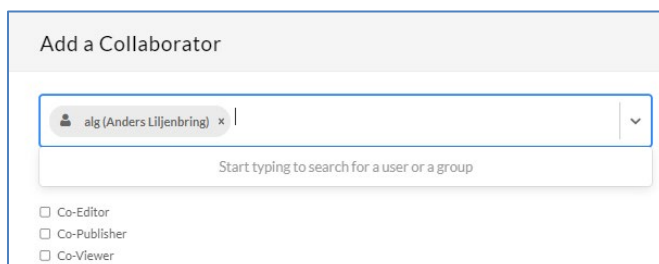 Add a Collaborator
alg (Anders Liljenbring) ×
Start typing to search for a user or a group
Co-Editor
Co-Publisher
Co-Viewer